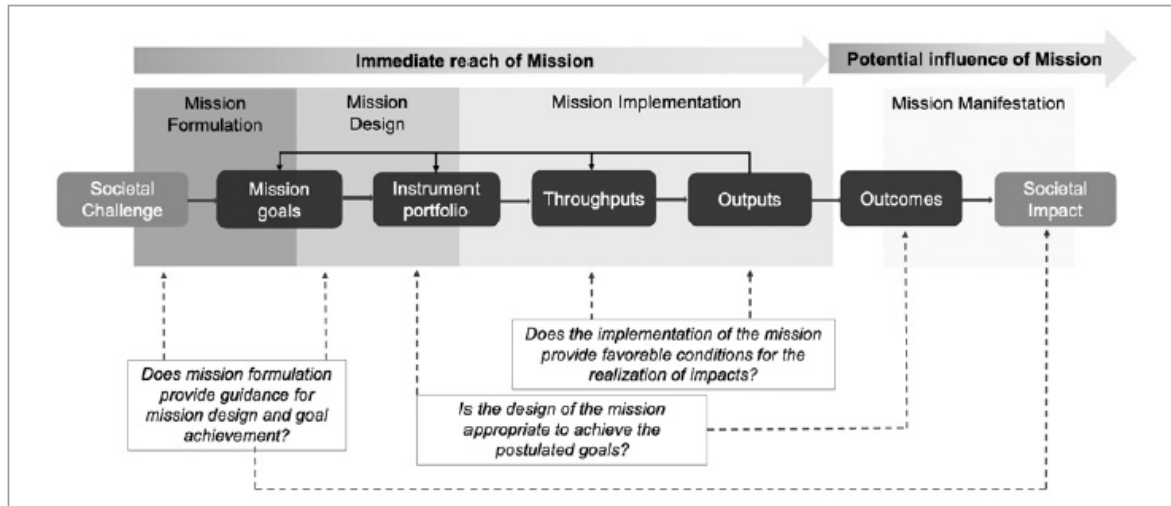 Immediate reach of Mission
Potential influence of Mission
Mission
Formulation
Mission
Design
Mission Implementation
Mission Manifestation
Societal
Challenge
Mission
goals
Instrument
portfolio
Throughputs
Outputs
Outcomes
Societal
Impact
Does the implementation of the mission
provide favorable conditions for the
realization of impacts?
Does mission formulation
provide guidance for
mission design and goal
achievement?
Is the design of the mission
appropriate to achieve the
postulated goals?